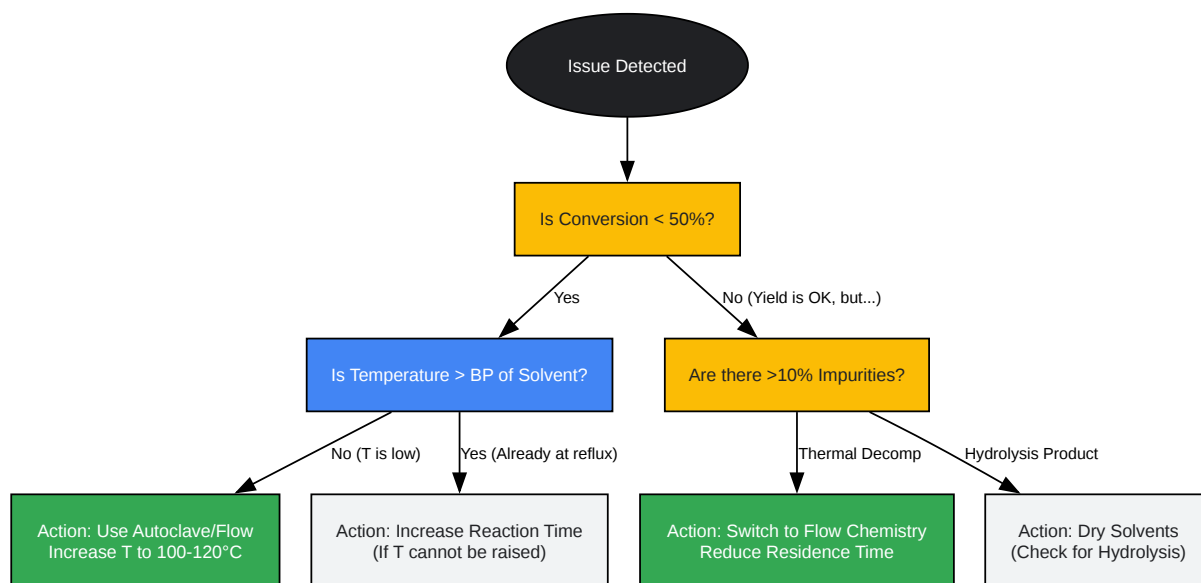 Issue Detected
Is Conversion < 50%?
Yes
No (Yield is OK, but...)
Is Temperature > BP of Solvent?
Are there >10% Impurities?
No (T is low)
Yes (Already at reflux)
Thermal Decomp
Hydrolysis Product
Action: Use Autoclave/Flow
Increase T to 100-120°C
Action: Increase Reaction Time
(If T cannot be raised)
Action: Switch to Flow Chemistry
Reduce Residence Time
Action: Dry Solvents
(Check for Hydrolysis)